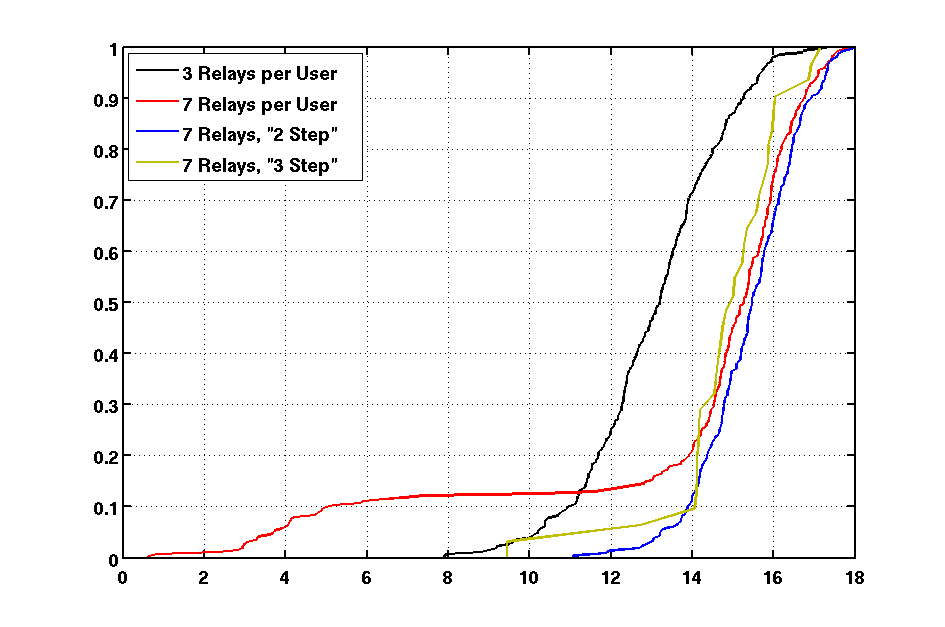 1
0.9
0.8
0.7
0.6
0.5
0.4
0.3
0.2
0.1
0
3 Relays per User
7 Relays per User
7 Relays, "2 Step"
7 Relays, "3 Step"
0 2 4 6 8 10 12 14 16 18